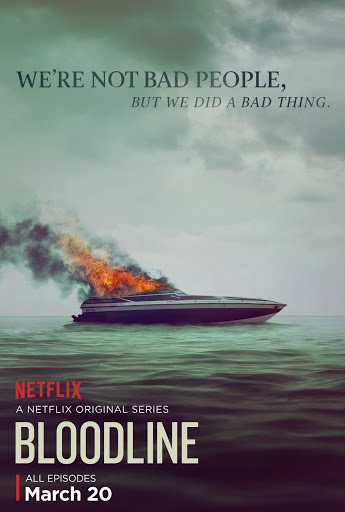 WE'RE NOT BAD PEOPLE,
BUT WE DID A BAD THING.
NETFLIX
A NETFLIX ORIGINAL SERIES
BLOODLINE
ALL EPISODES
March 20